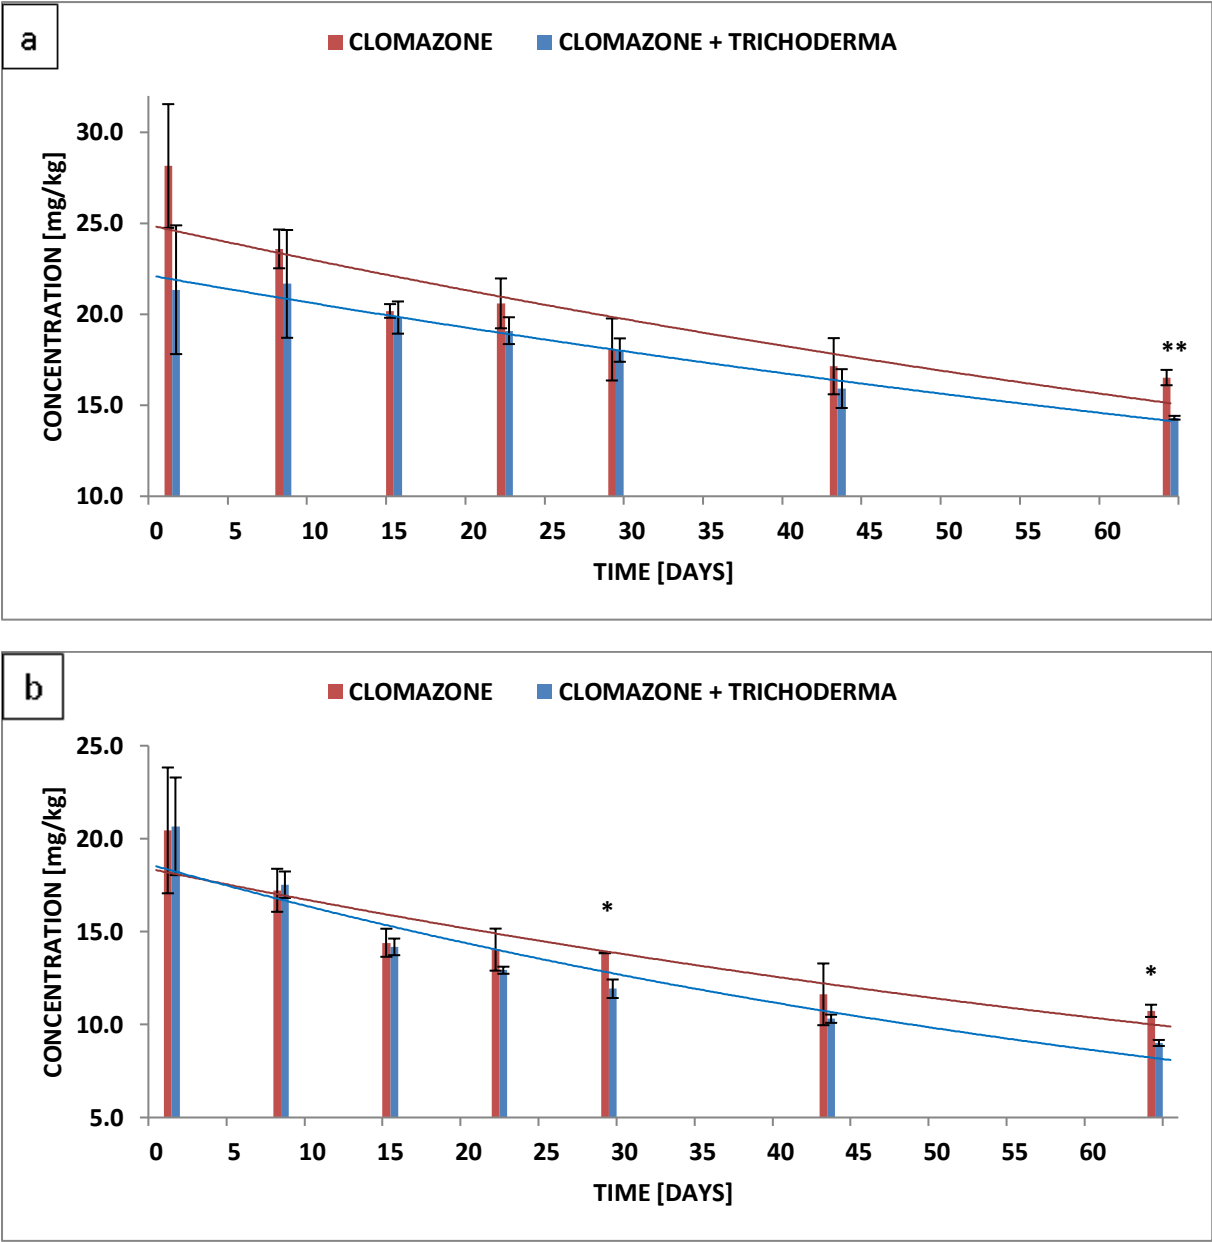 a
CLOMAZONE CLOMAZONE + TRICHODERMA
30.0
25.0
20.0
15.0
10.0
CONCENTRATION [mg/kg]
**
0 5 10 15 20 25 30 35 40 45 50 55 60
TIME [DAYS]
b
CLOMAZONE CLOMAZONE + TRICHODERMA
25.0
20.0
15.0
10.0
5.0
CONCENTRATION [mg/kg]
*
*
0 5 10 15 20 25 30 35 40 45 50 55 60
TIME [DAYS]